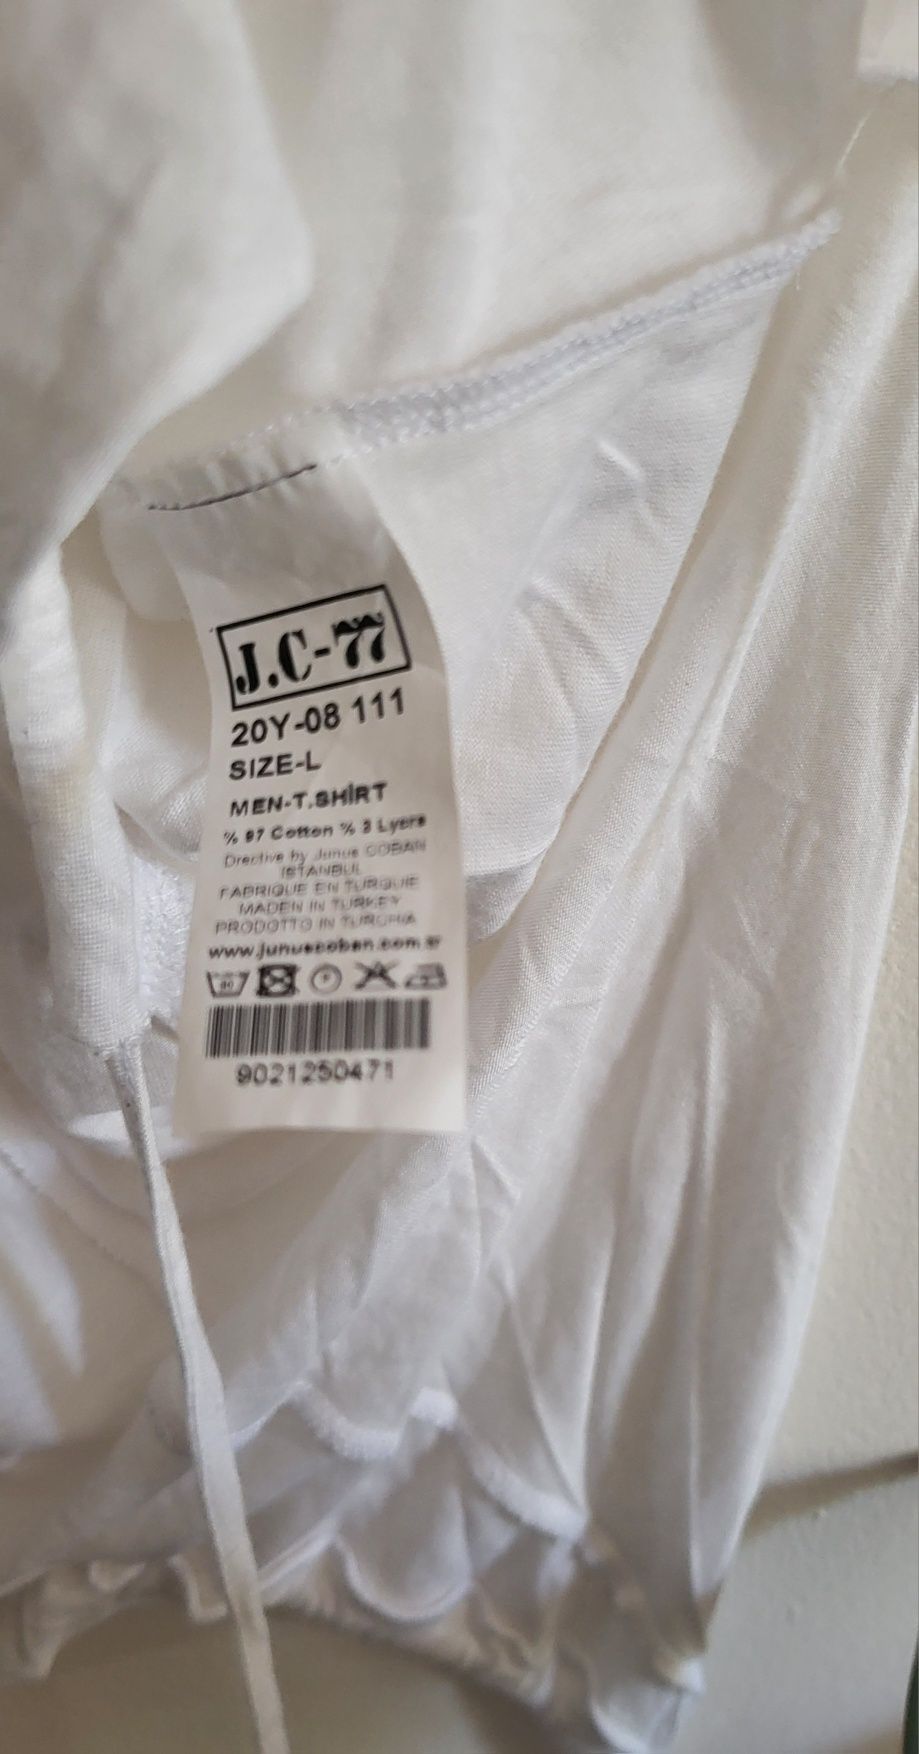 J.C-77
20Y-08 111
SIZE-L
MEN-T.SHİRT
% 97 Cotton % 3 Lycra
Directive by Junus COBAN
ISTANBUL
FABRIQUE EN TURQUIE
MADEN IN TURKEY
PRODOTTO IN TURCHIA
www.junuscoban.com.tr
30
P
9021250471